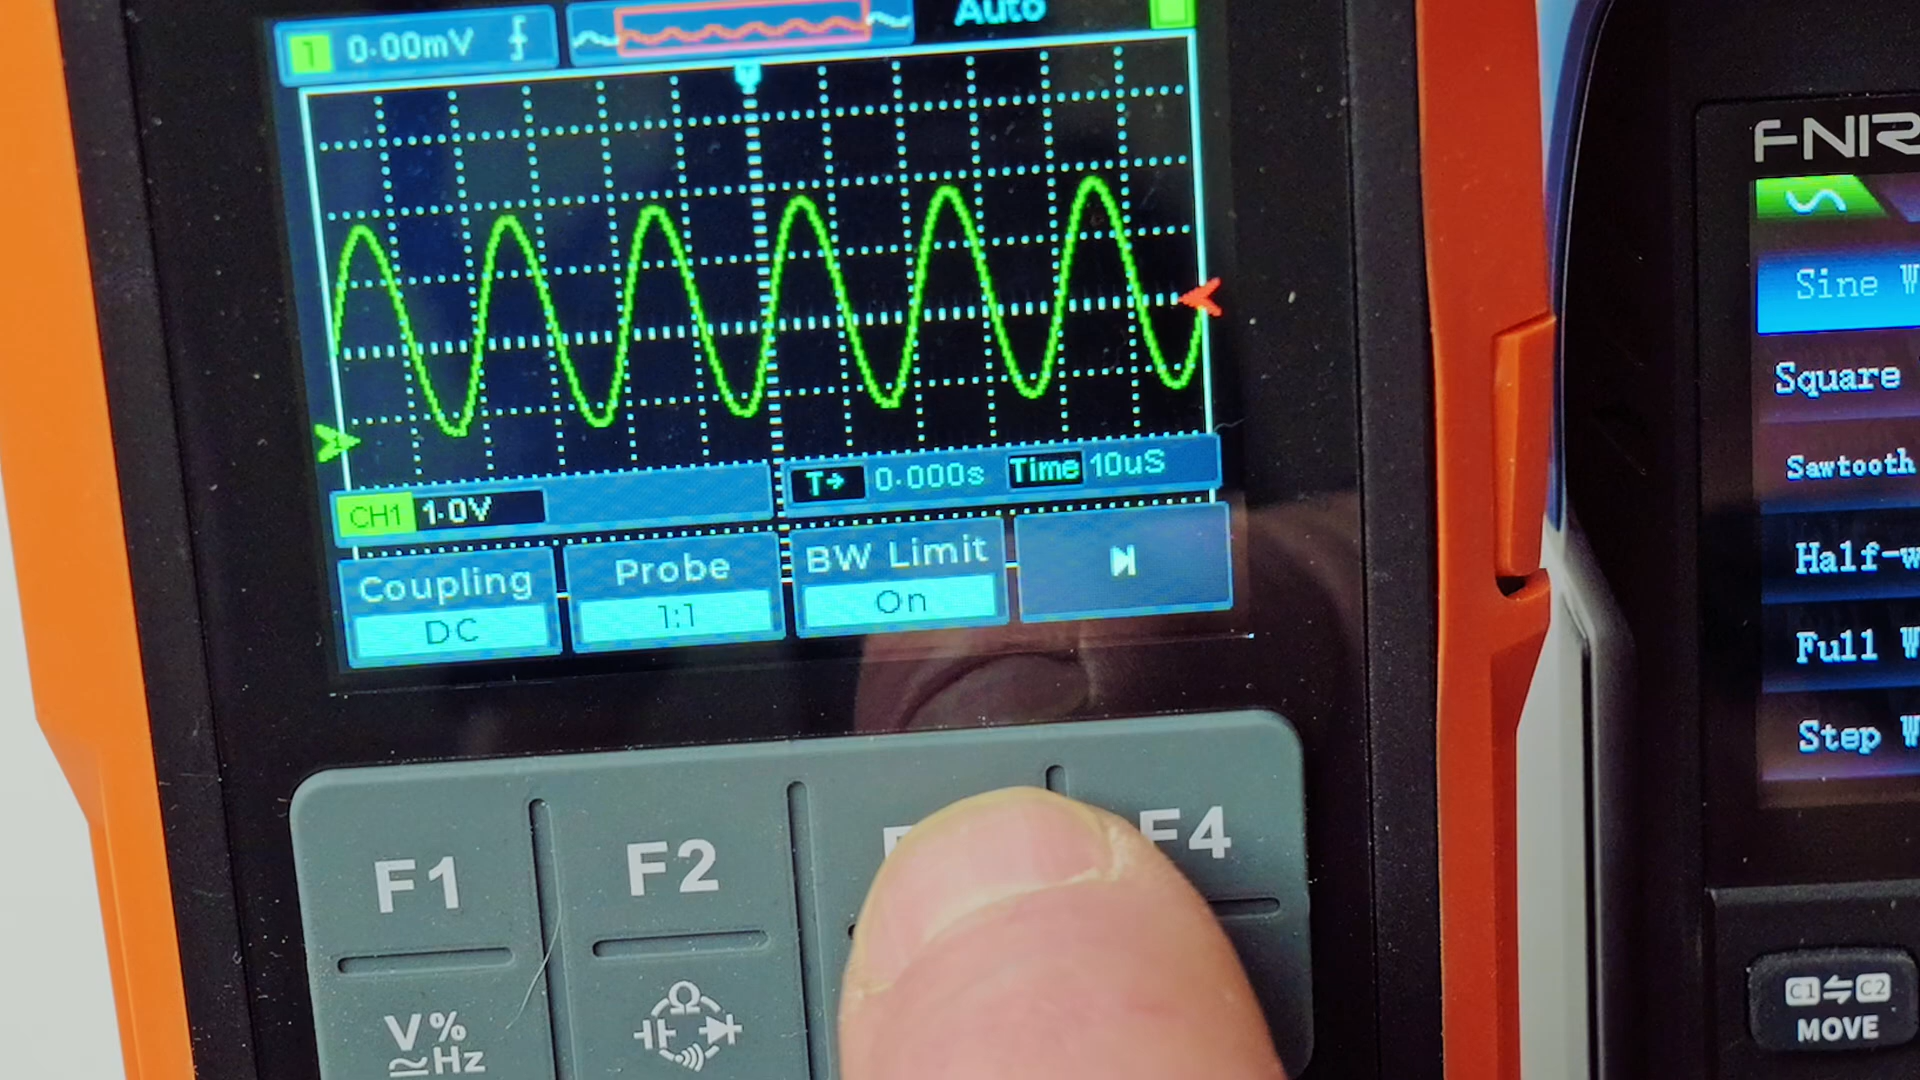 1 0.00mV
Auto
T
CH1 1.0V
T→ 0.000s Time 10uS
Coupling
DC
Probe
1:1
BW Limit
On
F1
F2
F4
V%
Hz
Ω
FNIR
Sine W
Square
Sawtooth
Half-w
Full W
Step W
C1 ⇋ C2
MOVE